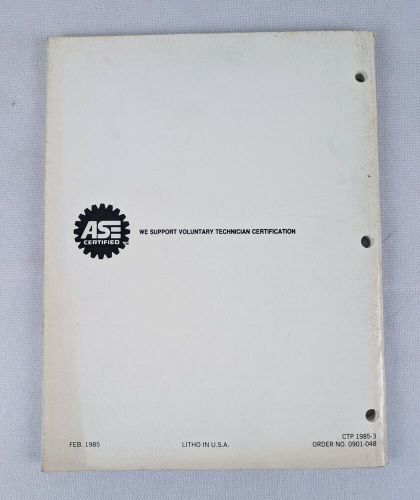 ASE
CERTIFIED
WE SUPPORT VOLUNTARY TECHNICIAN CERTIFICATION
FEB. 1985
LITHO IN U.S.A.
CTP 1985-3
ORDER NO. 0901-048